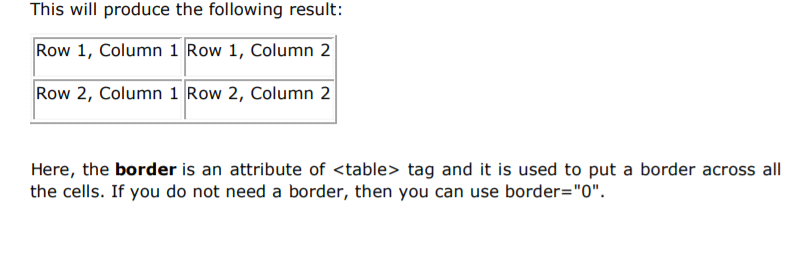 This will produce the following result:
Row 1, Column 1 Row 1, Column 2
Row 2, Column 1 Row 2, Column 2
Here, the border is an attribute of <table> tag and it is used to put a border across all
the cells. If you do not need a border, then you can use border="0".